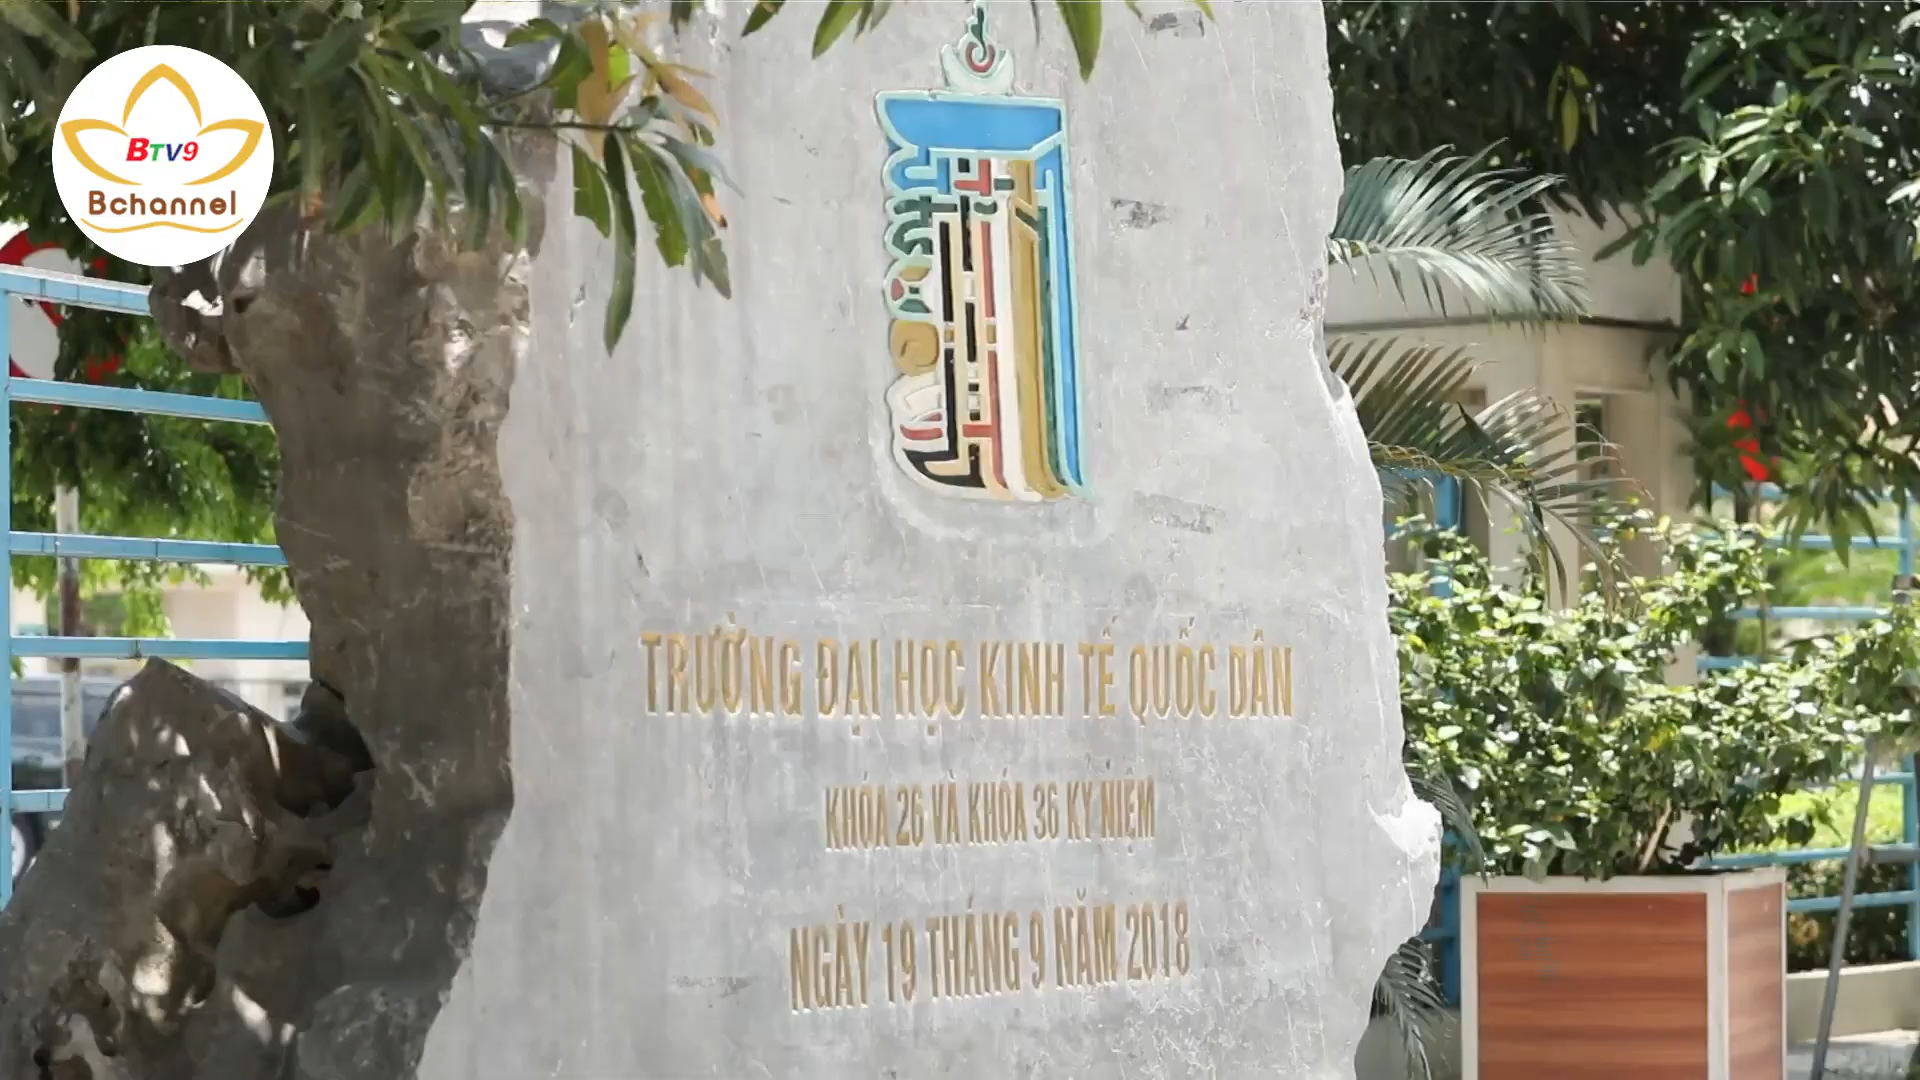 BTV9
Bchannel
TRƯỜNG ĐẠI HỌC KINH TẾ QUỐC DÂN
KHÓA 26 VÀ KHÓA 36 KỶ NIỆM
NGÀY 19 THÁNG 9 NĂM 2018